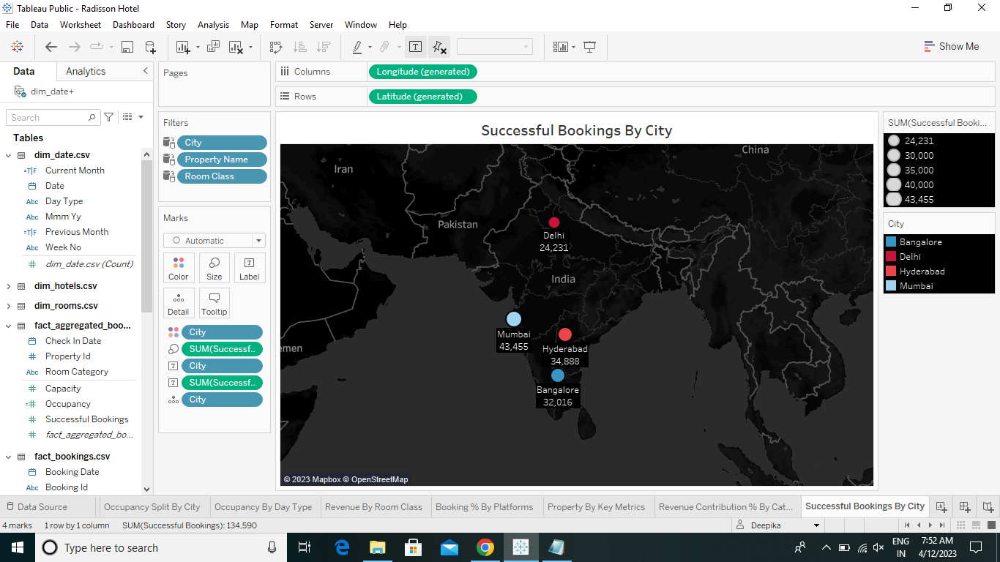 Tableau Public - Radisson Hotel
File Data Worksheet Dashboard Story Analysis Map Format Server Window Help
Show Me
Data Analytics
dim_date+
Search
Tables
dim_date.csv
=T|F Current Month
Date
Abc Day Type
Abc Mmm Yy
=T|F Previous Month
Abc Week No
dim_date.csv (Count)
dim_hotels.csv
dim_rooms.csv
fact_aggregated_boo...
Check In Date
Property Id
Abc Room Category
Capacity
Occupancy
Successful Bookings
fact_aggregated_bo...
fact_bookings.csv
Booking Date
Abc Booking Id
Pages
Filters
City
Property Name
Room Class
Marks
Automatic
Color Size Label
Detail Tooltip
City
SUM(Successf..
City
SUM(Successf..
City
Columns Longitude (generated)
Rows Latitude (generated)
Successful Bookings By City
China
Iran
Pakistan
Delhi
24,231
India
Mumbai
43,455
Hyderabad
34,888
emen
Bangalore
32,016
© 2023 Mapbox © OpenStreetMap
SUM(Successful Booki...
24,231
30,000
35,000
40,000
43,455
City
Bangalore
Delhi
Hyderabad
Mumbai
Data Source Occupancy Split By City Occupancy By Day Type Revenue By Room Class Booking % By Platforms Property By Key Metrics Revenue Contribution % By Cat... Successful Bookings By City
4 marks 1 row by 1 column SUM(Successful Bookings): 134,590 Deepika
Type here to search
ENG
IN
7:52 AM
4/12/2023